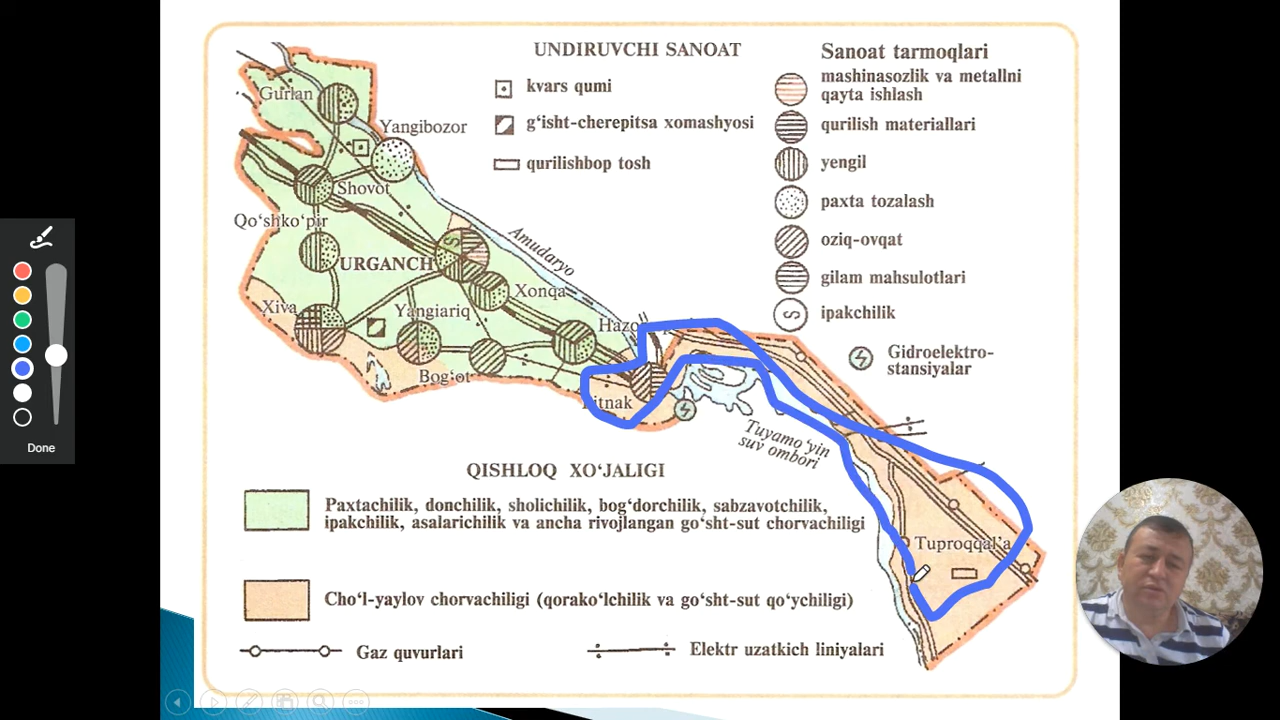 UNDIRUVCHI SANOAT
kvars qumi
g‘isht-cherepitsa xomashyosi
qurilishbop tosh
Sanoat tarmoqlari
mashinasozlik va metallni
qayta ishlash
qurilish materiallari
yengil
paxta tozalash
oziq-ovqat
gilam mahsulotlari
ipakchilik
Gidroelektro-
stansiyalar
Gurlan
Yangibozor
Shovot
Qo‘shko‘pir
URGANCH
Amudaryo
Xonqa
Xiva
Yangiariq
Bog‘ot
Tuyamo‘yin
suv ombori
Tuproqqal’a
QISHLOQ XO‘JALIGI
Paxtachilik, donchilik, sholichilik, bog‘dorchilik, sabzavotchilik,
ipakchilik, asalarichilik va ancha rivojlangan go‘sht-sut chorvachiligi
Cho‘l-yaylov chorvachiligi (qorako‘lchilik va go‘sht-sut qo‘ychiligi)
Gaz quvurlari
Elektr uzatkich liniyalari
Done